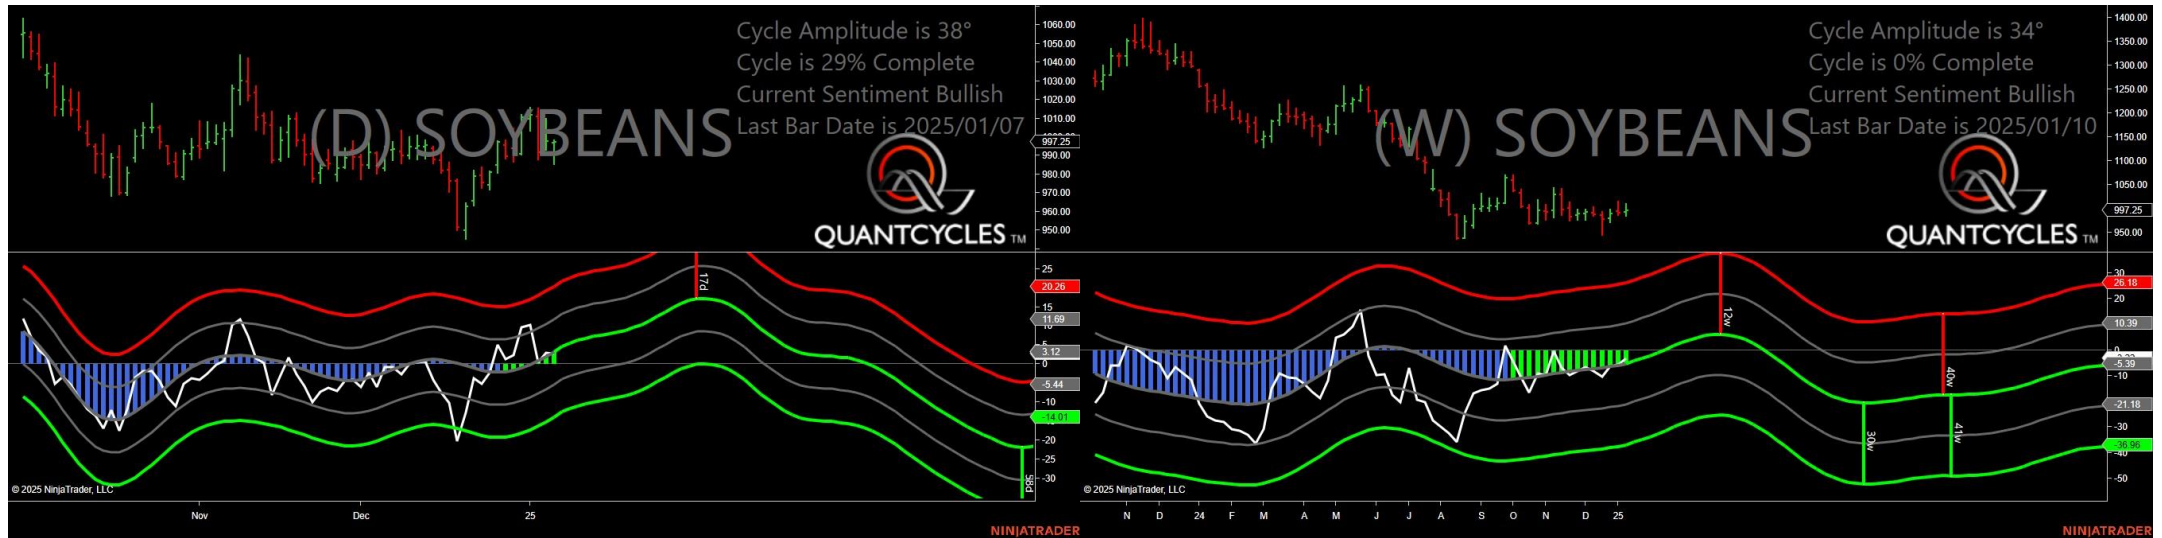 Cycle Amplitude is 38°
Cycle is 29% Complete
Current Sentiment Bullish
Last Bar Date is 2025/01/07
(D) SOYBEANS
QUANTCYCLES TM
1060.00
1050.00
1040.00
1030.00
1020.00
1010.00
997.25
990.00
980.00
970.00
960.00
950.00
17d
25
20.26
15
11.69
5
3.12
0
-5.44
-10
-14.01
-20
-25
-30
58d
© 2025 NinjaTrader, LLC
Nov
Dec
25
NINJATRADER
Cycle Amplitude is 34°
Cycle is 0% Complete
Current Sentiment Bullish
Last Bar Date is 2025/01/10
(W) SOYBEANS
QUANTCYCLES TM
1400.00
1350.00
1300.00
1250.00
1200.00
1150.00
1100.00
1050.00
997.25
950.00
12w
40w
30w
41w
30
26.18
20
10.39
0
-5.39
-10
-21.18
-30
-36.96
-40
-50
© 2025 NinjaTrader, LLC
N
D
24
F
M
A
M
J
J
A
S
O
N
D
25
NINJATRADER